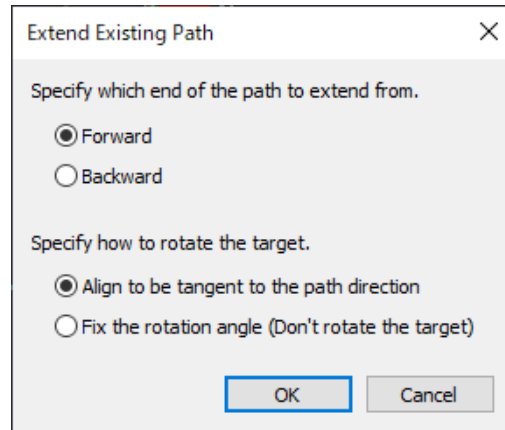 Extend Existing Path
Specify which end of the path to extend from.
Forward
Backward
Specify how to rotate the target.
Align to be tangent to the path direction
Fix the rotation angle (Don't rotate the target)
OK Cancel